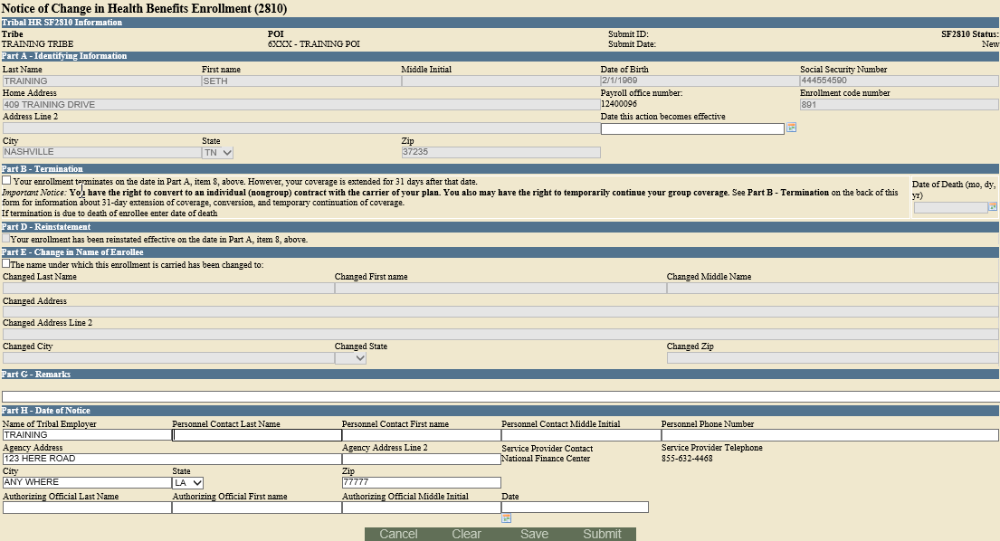 Notice of Change in Health Benefits Enrollment (2810)
Tribal HR SF2810 Information
Tribe POI Submit ID: SF2810 Status:
TRAINING TRIBE 6XXX - TRAINING POI Submit Date: New
Part A - Identifying Information
Last Name First name Middle Initial Date of Birth Social Security Number
TRAINING SETH 2/1/1969 444554590
Home Address Payroll office number: Enrollment code number
409 TRAINING DRIVE 12400096 891
Address Line 2 Date this action becomes effective
City State Zip
NASHVILLE TN 37235
Part B - Termination
Your enrollment terminates on the date in Part A, item 8, above. However, your coverage is extended for 31 days after that date.
Important Notice: You have the right to convert to an individual (nongroup) contract with the carrier of your plan. You also may have the right to temporarily continue your group coverage. See Part B - Termination on the back of this
form for information about 31-day extension of coverage, conversion, and temporary continuation of coverage.
If termination is due to death of enrollee enter date of death
Date of Death (mo, dy,
yr)
Part D - Reinstatement
Your enrollment has been reinstated effective on the date in Part A, item 8, above.
Part E - Change in Name of Enrollee
The name under which this enrollment is carried has been changed to:
Changed Last Name Changed First name Changed Middle Name
Changed Address
Changed Address Line 2
Changed City Changed State Changed Zip
Part G - Remarks
Part H - Date of Notice
Name of Tribal Employer Personnel Contact Last Name Personnel Contact First name Personnel Contact Middle Initial Personnel Phone Number
TRAINING
Agency Address Agency Address Line 2 Service Provider Contact Service Provider Telephone
123 HERE ROAD National Finance Center 855-632-4468
City State Zip
ANY WHERE LA 77777
Authorizing Official Last Name Authorizing Official First name Authorizing Official Middle Initial Date
Cancel Clear Save Submit